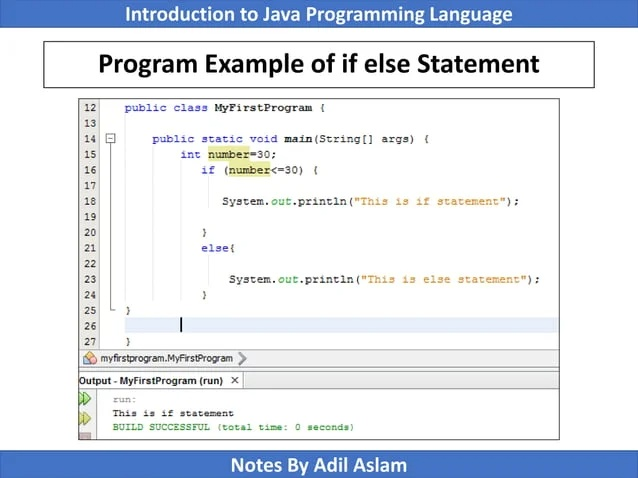 Introduction to Java Programming Language
Program Example of if else Statement
12 public class MyFirstProgram {
13
14 public static void main(String[] args) {
15 int number=30;
16 if (number<=30) {
17
18 System.out.println("This is if statement");
19
20 }
21 else{
22
23 System.out.println("This is else statement");
24 }
25 }
26
27 }
myfirstprogram.MyFirstProgram
Output - MyFirstProgram (run) ×
run:
This is if statement
BUILD SUCCESSFUL (total time: 0 seconds)
Notes By Adil Aslam